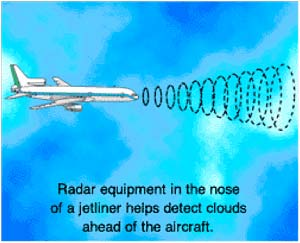 Radar equipment in the nose
of a jetliner helps detect clouds
ahead of the aircraft.